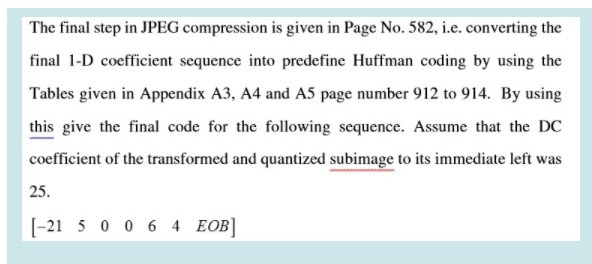 The final step in JPEG compression is given in Page No. 582, i.e. converting the
final 1-D coefficient sequence into predefine Huffman coding by using the
Tables given in Appendix A3, A4 and A5 page number 912 to 914. By using
this give the final code for the following sequence. Assume that the DC
coefficient of the transformed and quantized subimage to its immediate left was
25.
[-21 5 0 0 6 4 EOB]